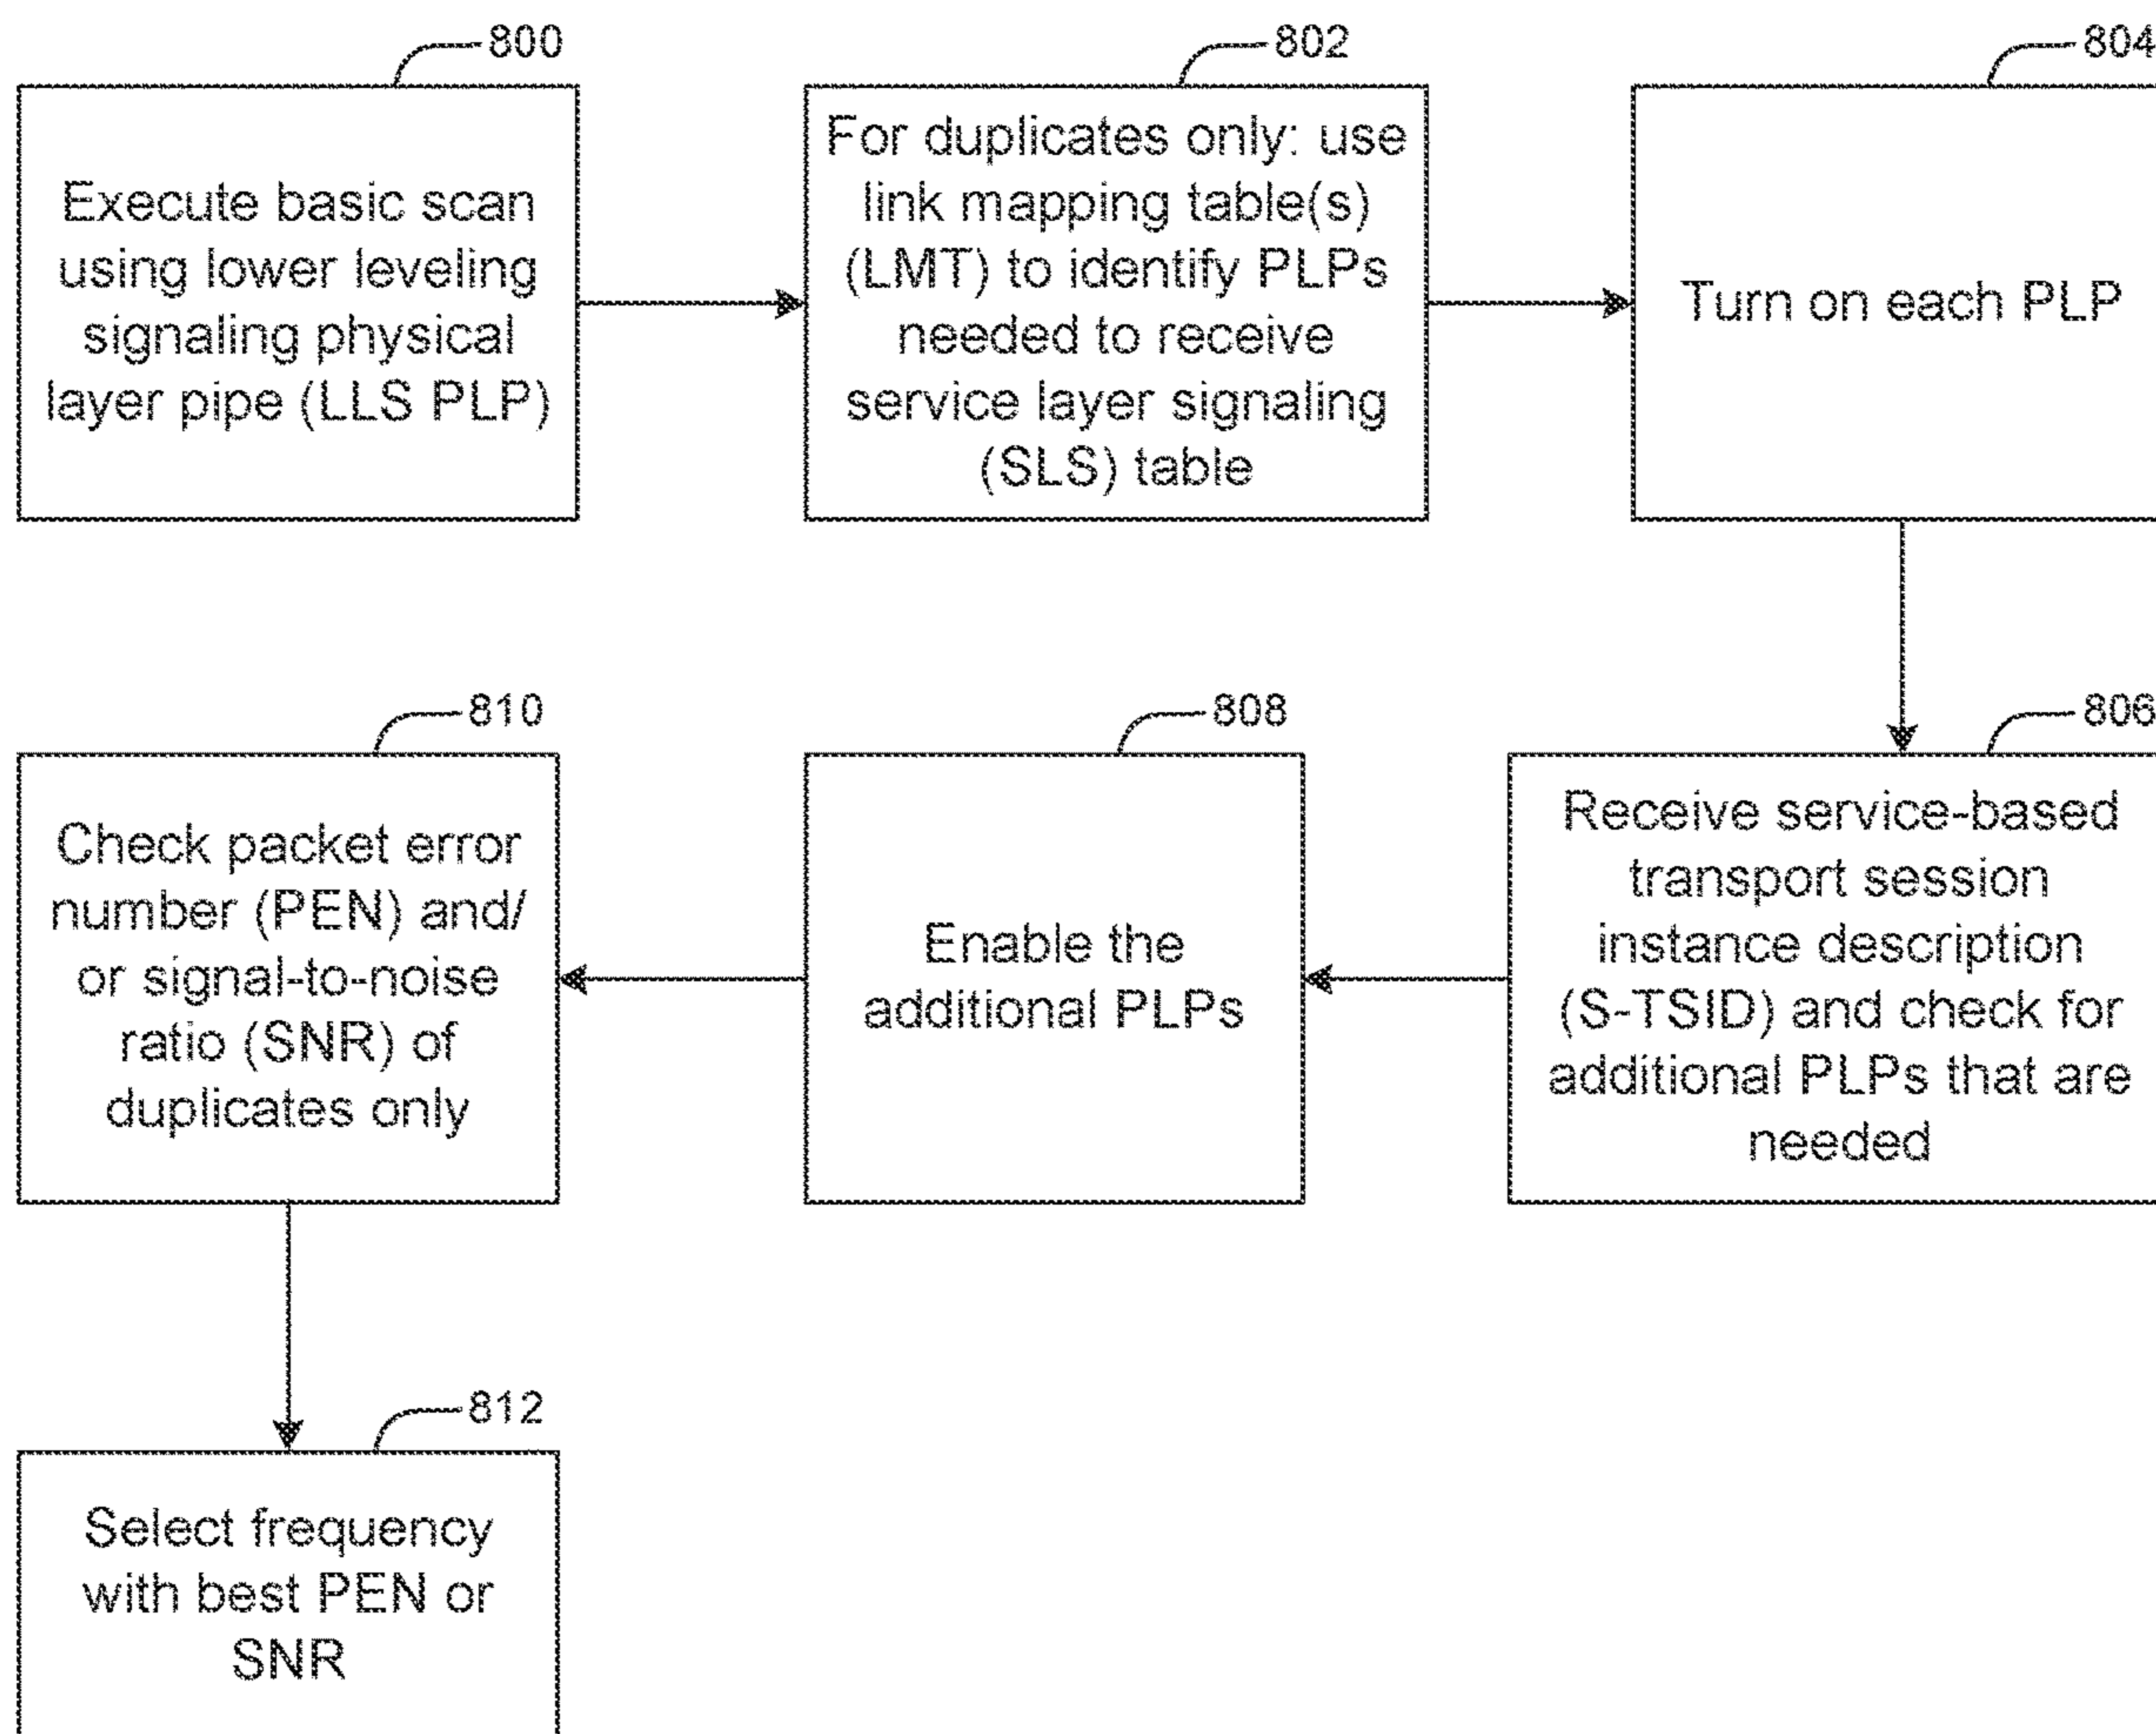 800
Execute basic scan
using lower leveling
signaling physical
layer pipe (LLS PLP)
802
For duplicates only: use
link mapping table(s)
(LMT) to identify PLPs
needed to receive
service layer signaling
(SLS) table
804
Turn on each PLP
806
Receive service-based
transport session
instance description
(S-TSID) and check for
additional PLPs that are
needed
808
Enable the
additional PLPs
810
Check packet error
number (PEN) and/
or signal-to-noise
ratio (SNR) of
duplicates only
812
Select frequency
with best PEN or
SNR